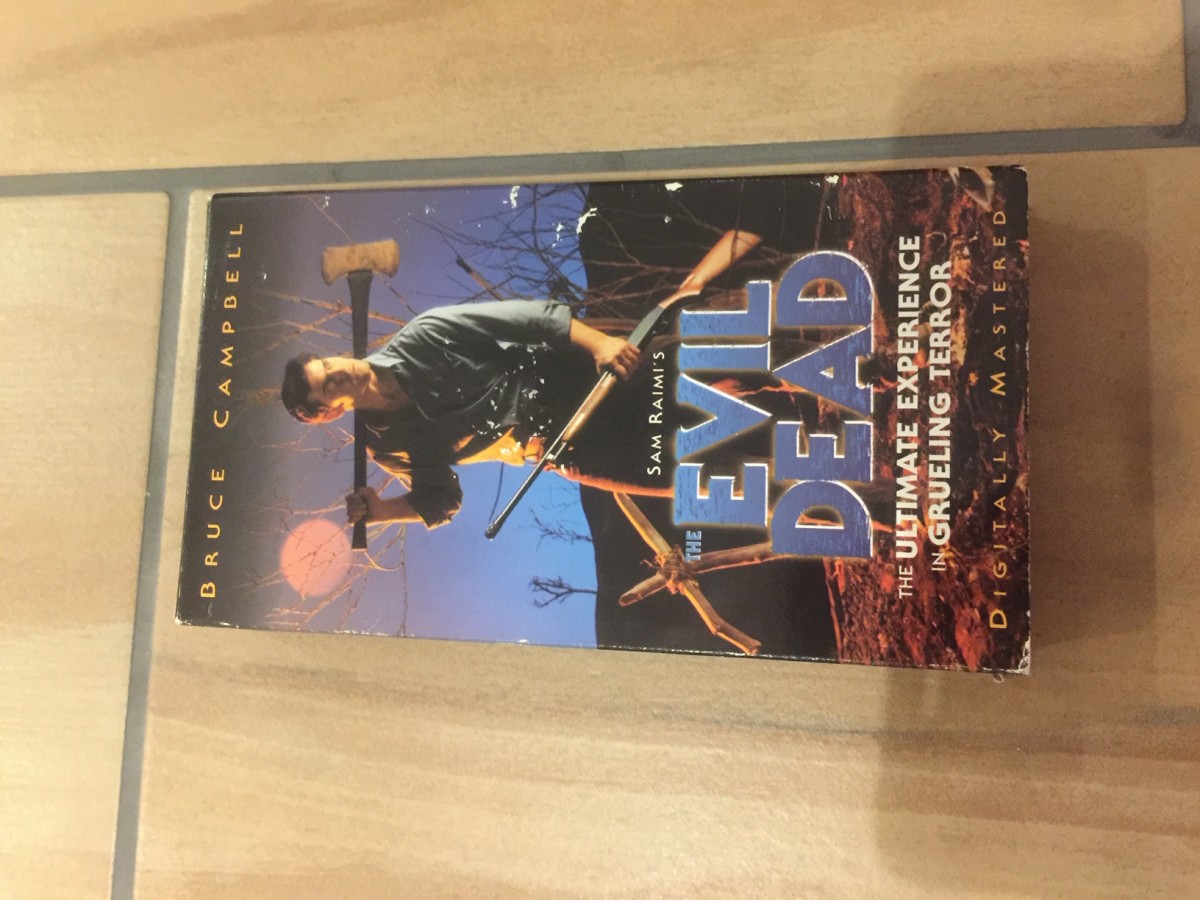 BRUCE CAMPBELL
SAM RAIMI'S
THE EVIL
DEAD
THE ULTIMATE EXPERIENCE
IN GRUELING TERROR
DIGITALLY MASTERED